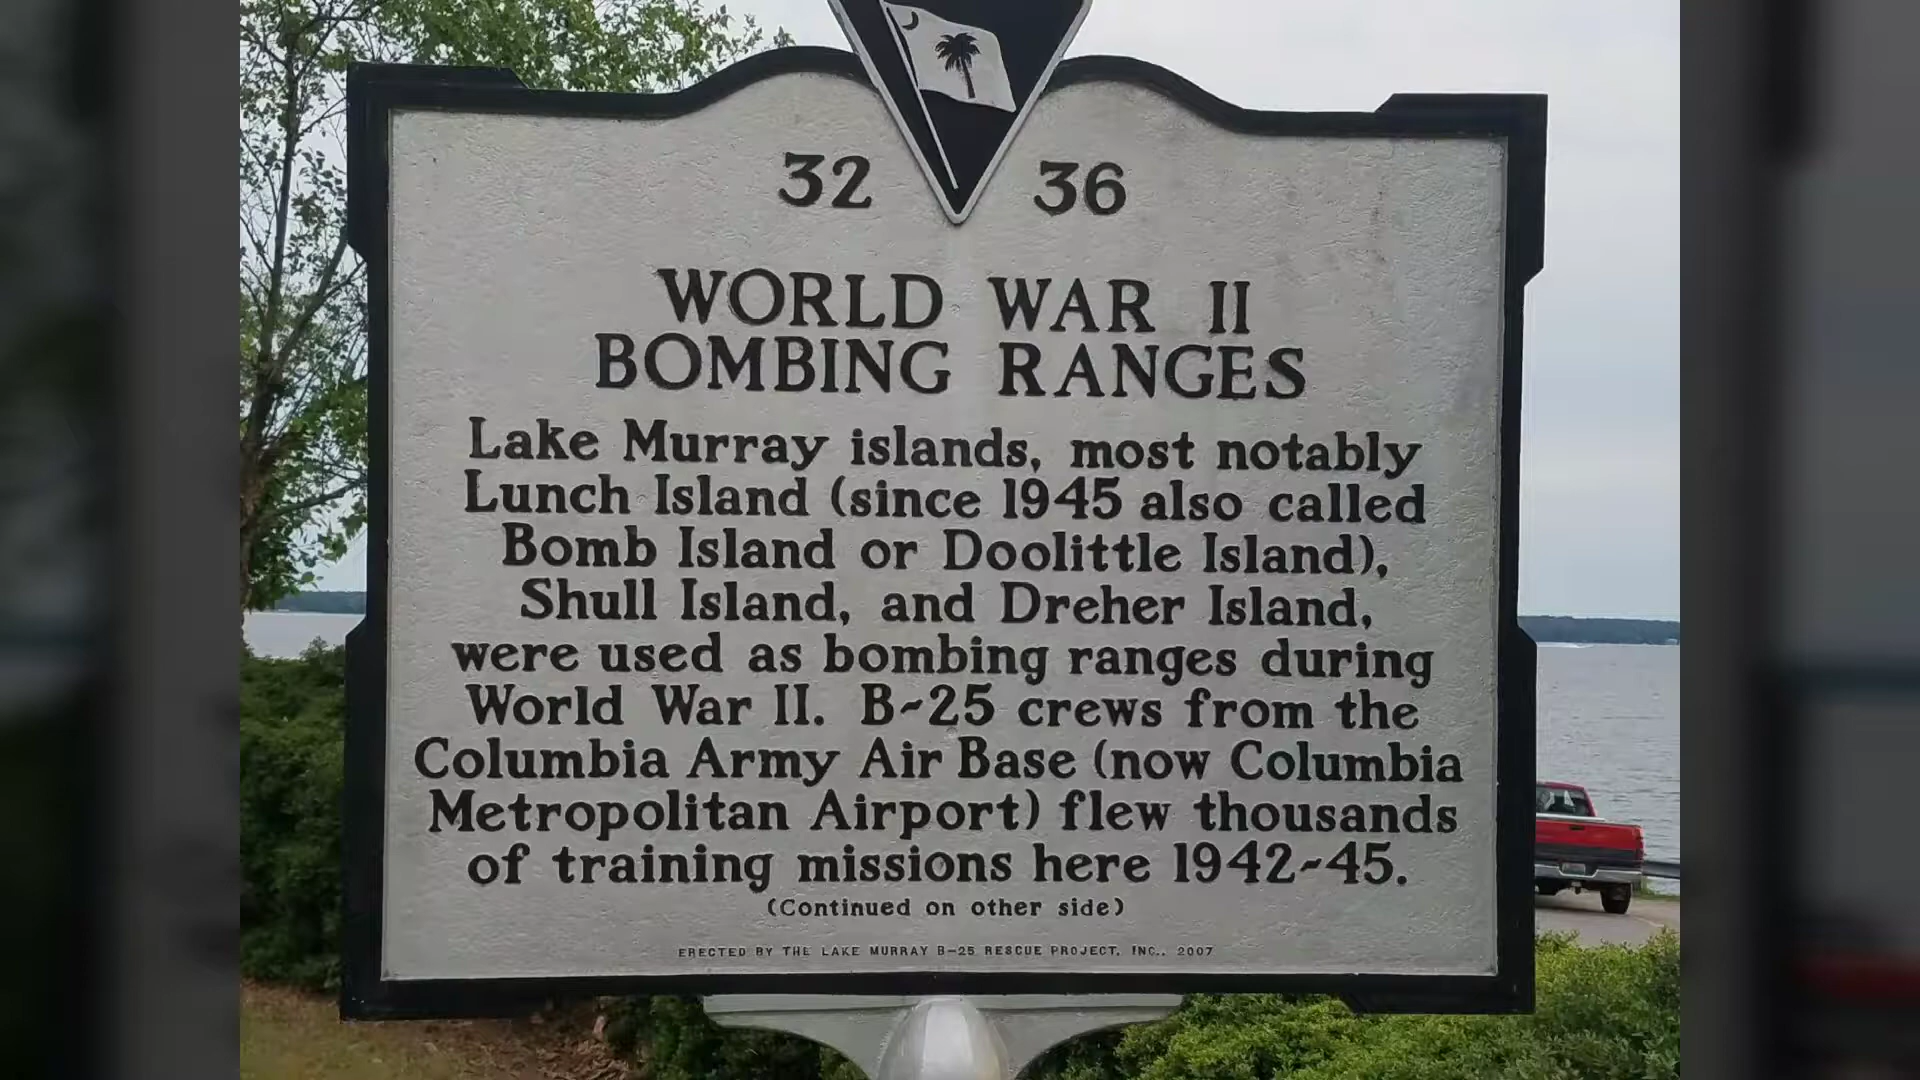 32 36
WORLD WAR II
BOMBING RANGES
Lake Murray islands, most notably
Lunch Island (since 1945 also called
Bomb Island or Doolittle Island),
Shull Island, and Dreher Island,
were used as bombing ranges during
World War II. B-25 crews from the
Columbia Army Air Base (now Columbia
Metropolitan Airport) flew thousands
of training missions here 1942-45.
(Continued on other side)
ERECTED BY THE LAKE MURRAY B-25 RESCUE PROJECT, INC., 2007